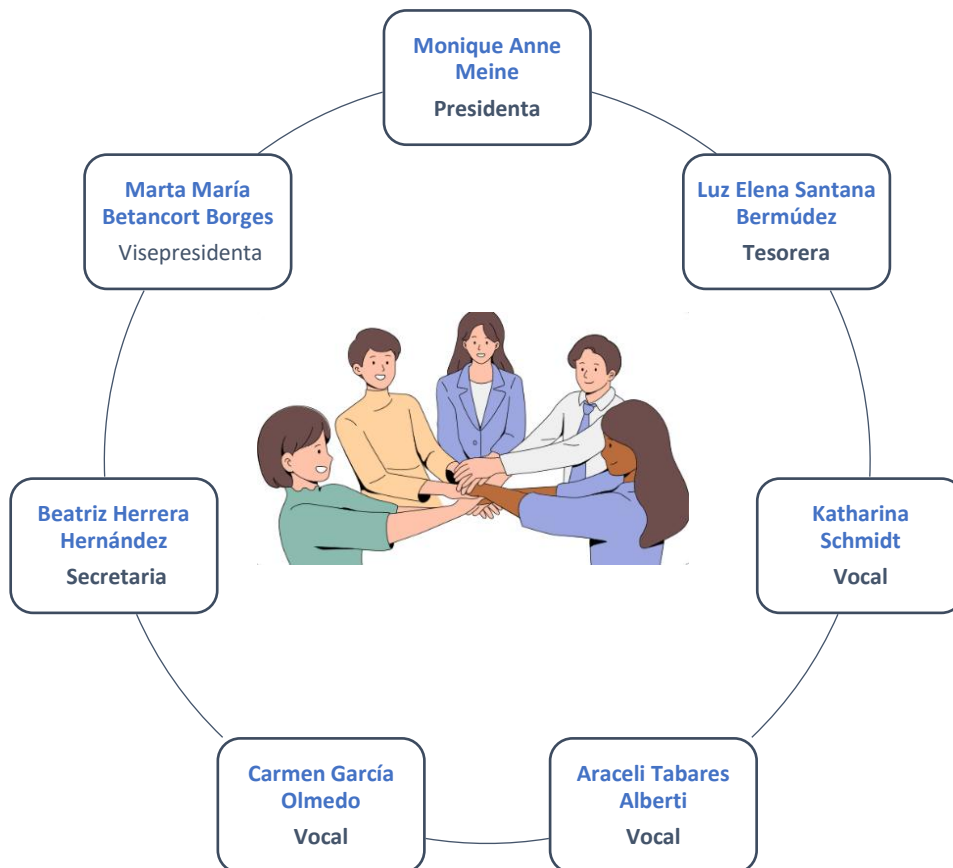 Monique Anne
Meine
Presidenta
Luz Elena Santana
Bermúdez
Tesorera
Katharina
Schmidt
Vocal
Araceli Tabares
Alberti
Vocal
Carmen García
Olmedo
Vocal
Beatriz Herrera
Hernández
Secretaria
Marta María
Betancort Borges
Visepresidenta